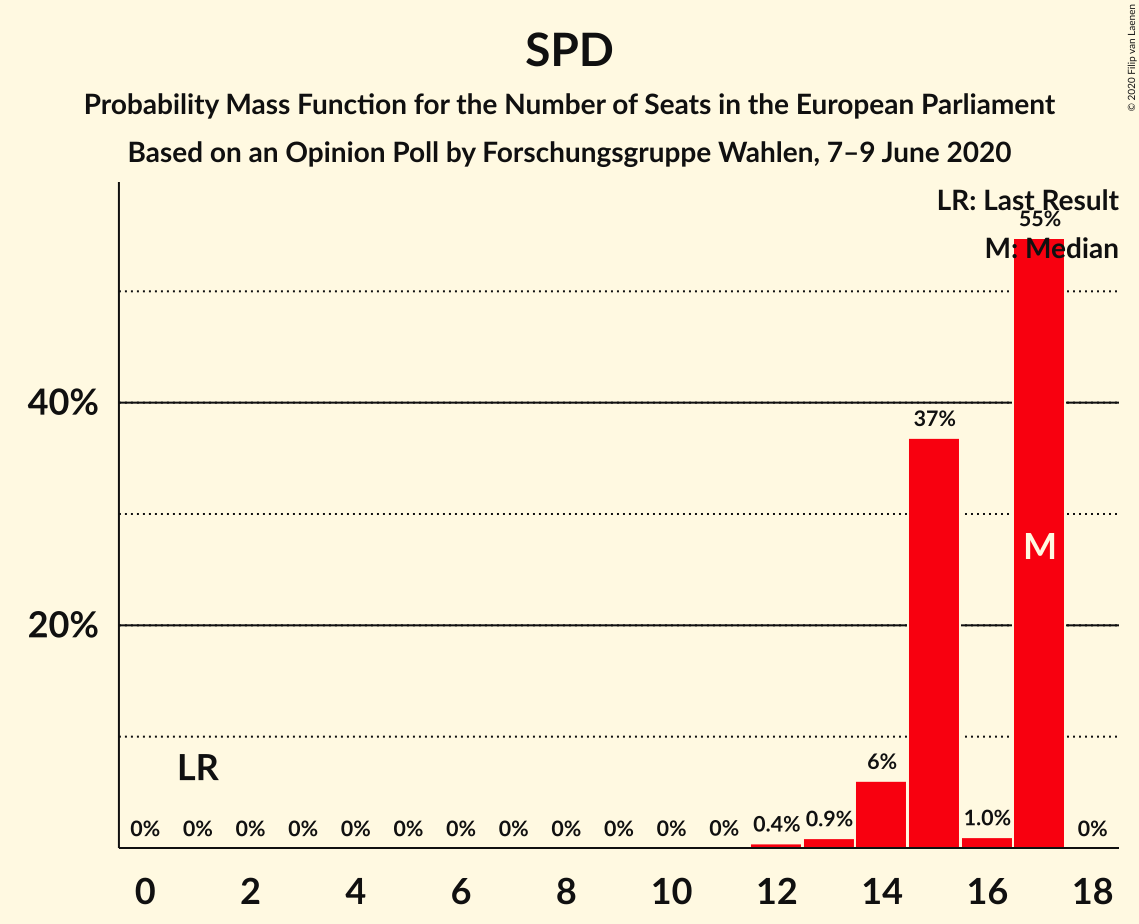 SPD
Probability Mass Function for the Number of Seats in the European Parliament
Based on an Opinion Poll by Forschungsgruppe Wahlen, 7–9 June 2020
© 2020 Filip van Laenen
LR: Last Result
M: Median
55%
40%
37%
M
20%
LR
6%
0% 0% 0% 0% 0% 0% 0% 0% 0% 0% 0% 0% 0.4% 0.9% 1.0% 0%
0 2 4 6 8 10 12 14 16 18